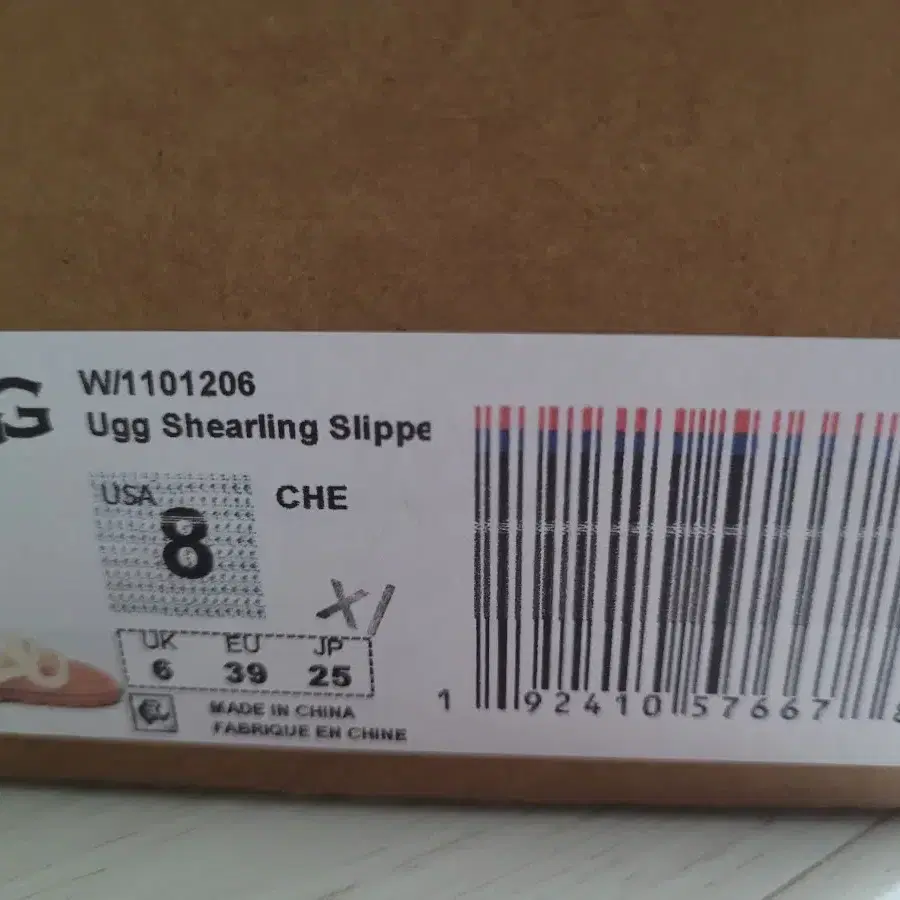 G
W/1101206
Ugg Shearling Slippe
USA
8
CHE
X/
UK EU JP
6 39 25
MADE IN CHINA
FABRIQUE EN CHINE
1 92410 57667 8